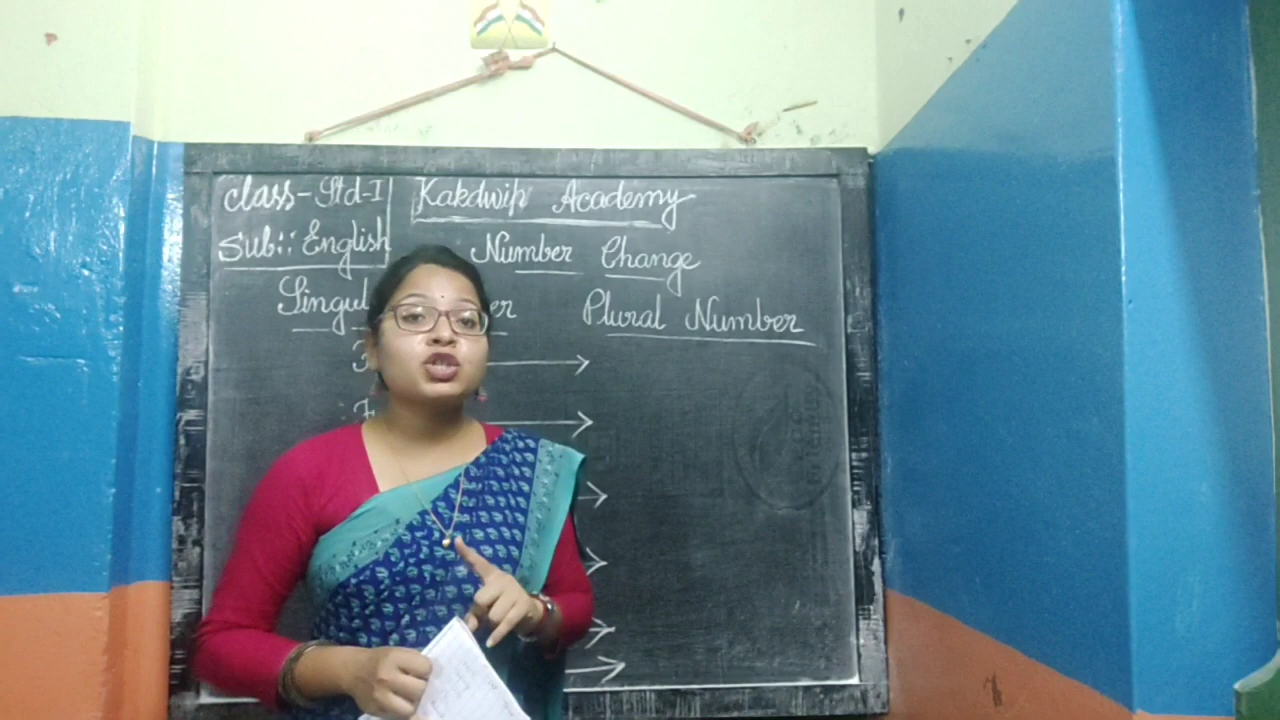 Class-Std-I Kakdwip Academy
Sub:: English Number Change
Plural Number